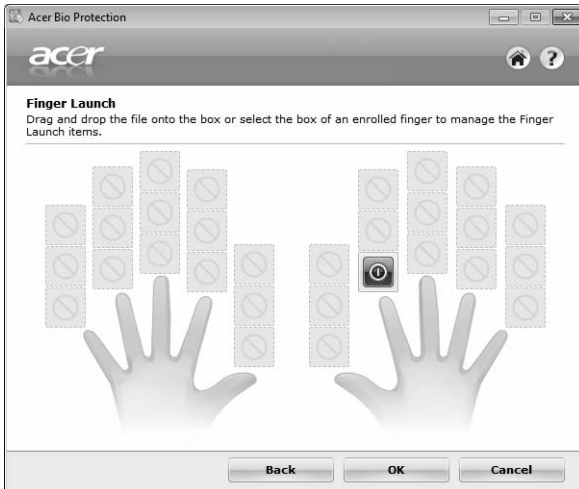 Acer Bio Protection
acer
Finger Launch
Drag and drop the file onto the box or select the box of an enrolled finger to manage the Finger
Launch items.
Back OK Cancel